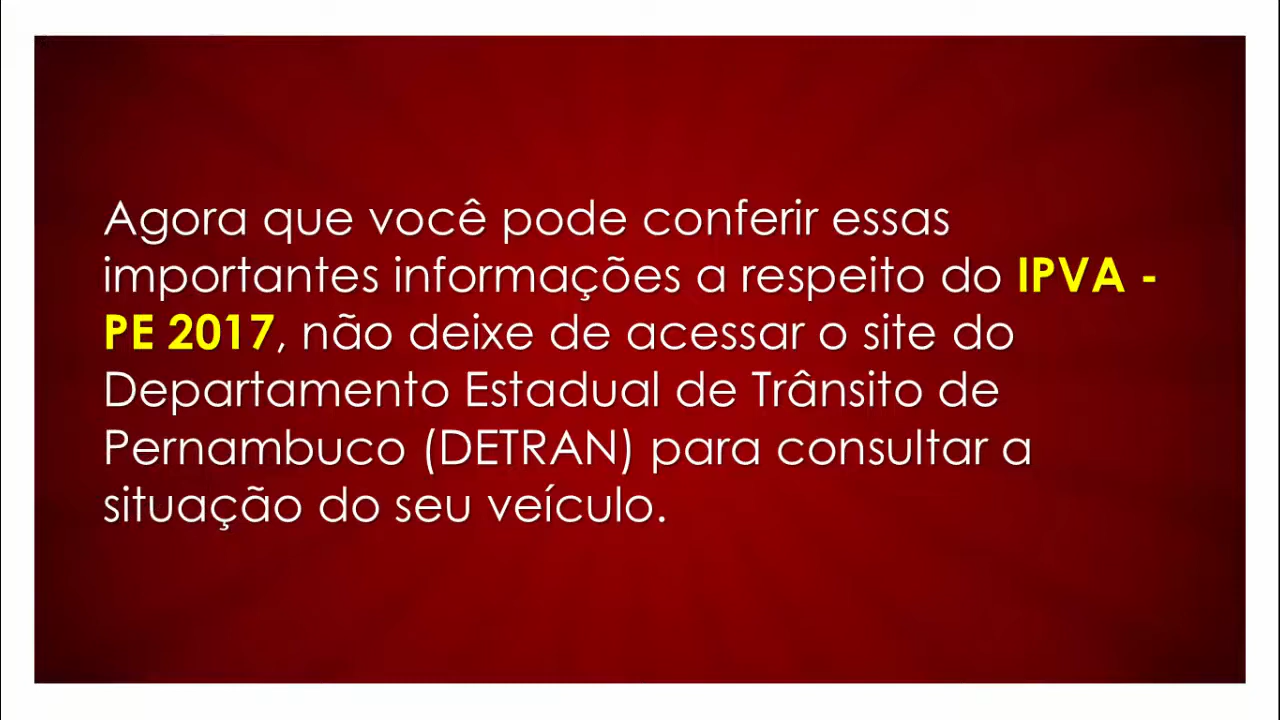 Agora que você pode conferir essas
importantes informações a respeito do IPVA -
PE 2017, não deixe de acessar o site do
Departamento Estadual de Trânsito de
Pernambuco (DETRAN) para consultar a
situação do seu veículo.